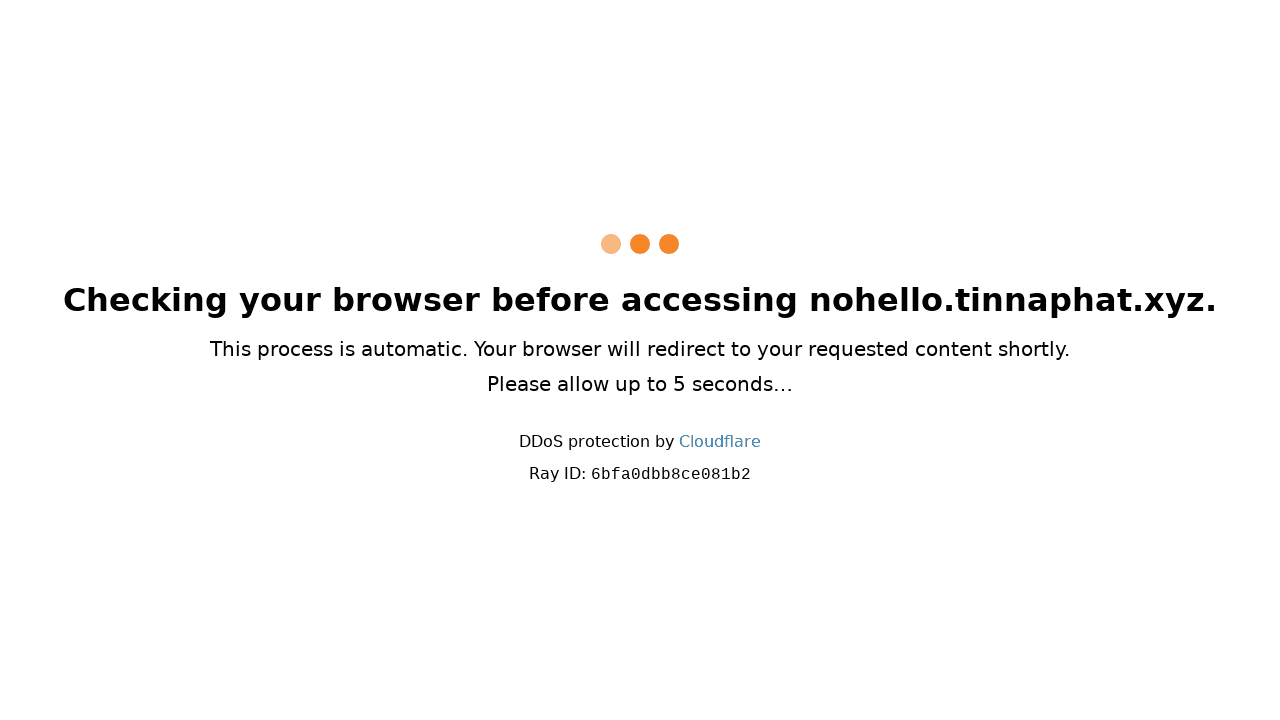 Checking your browser before accessing nohello.tinnaphat.xyz.
This process is automatic. Your browser will redirect to your requested content shortly.
Please allow up to 5 seconds…
DDoS protection by Cloudflare
Ray ID: 6bfa0dbb8ce081b2